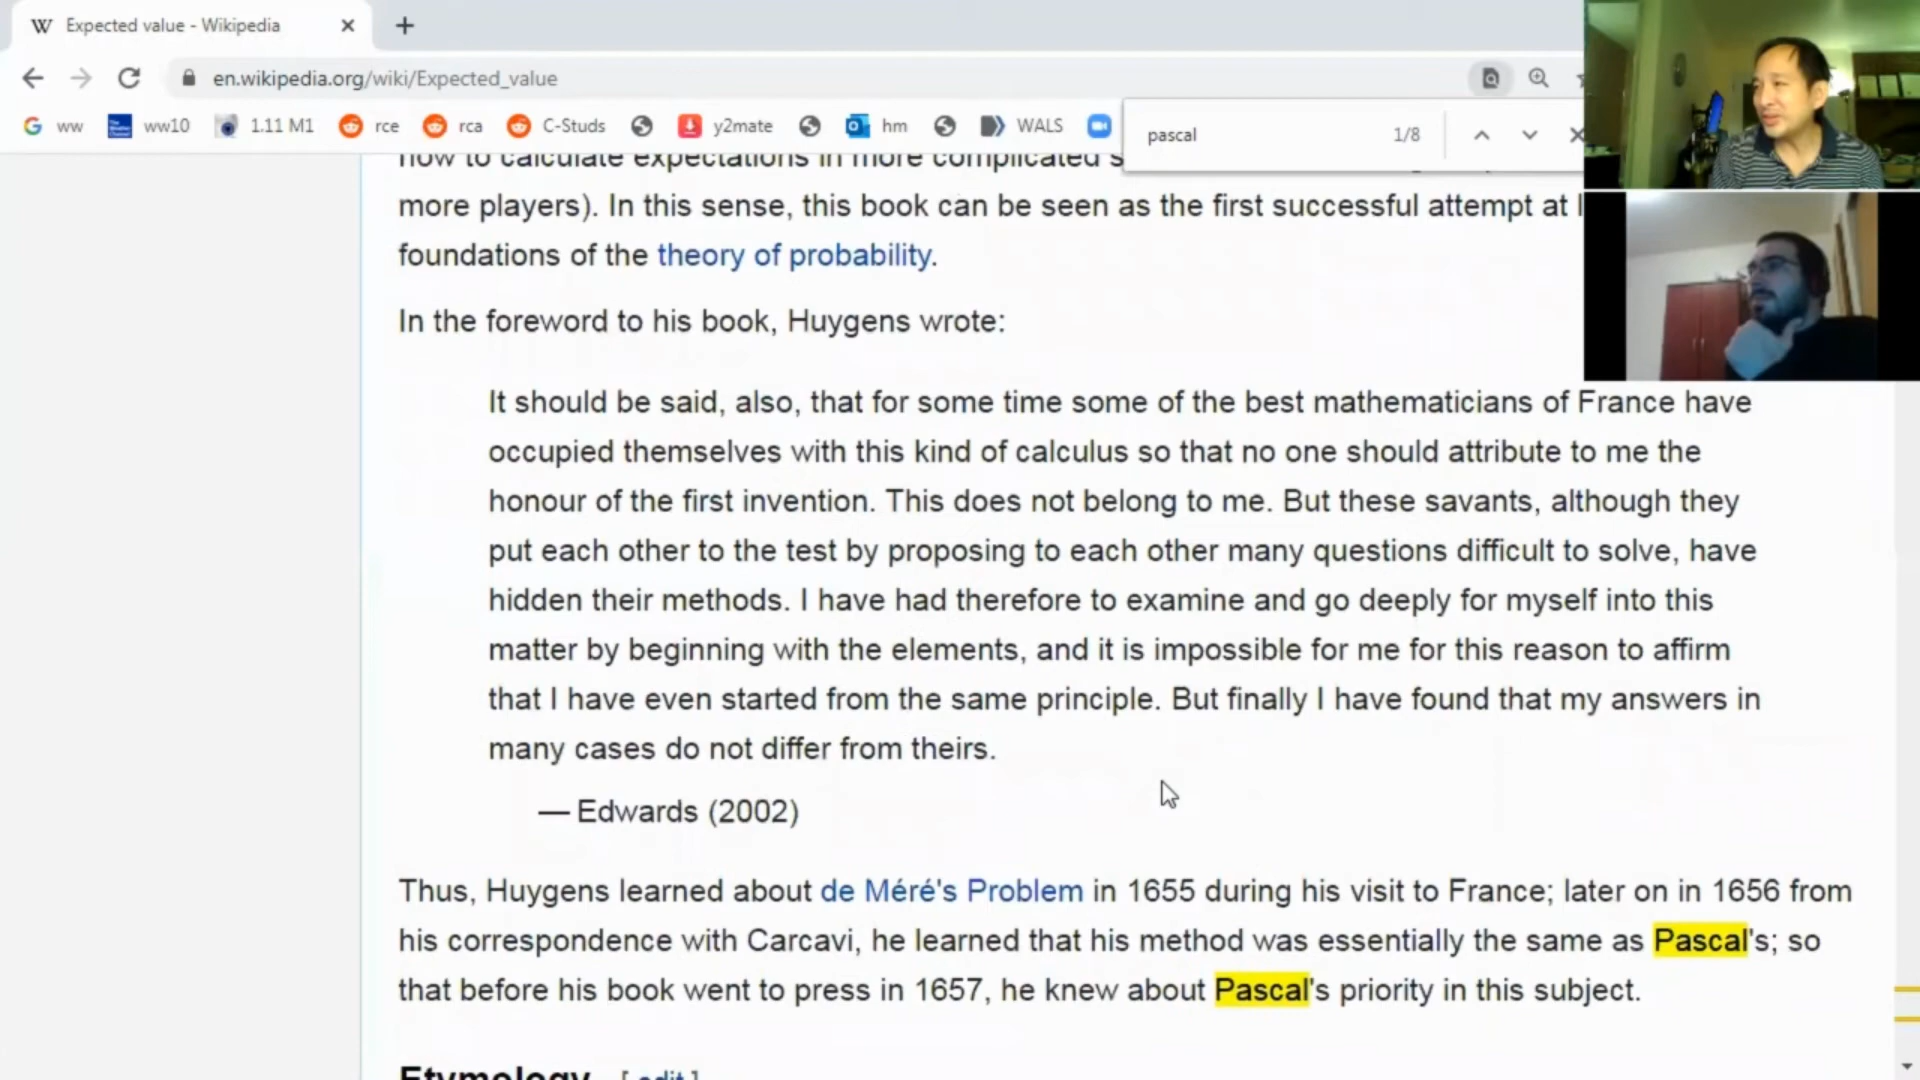 Expected value - Wikipedia
en.wikipedia.org/wiki/Expected_value
ww
ww10
1.11 M1
rce
rca
C-Studs
y2mate
hm
WALS
pascal
1/8
how to calculate expectations in more complicated s
more players). In this sense, this book can be seen as the first successful attempt at l
foundations of the theory of probability.
In the foreword to his book, Huygens wrote:
It should be said, also, that for some time some of the best mathematicians of France have
occupied themselves with this kind of calculus so that no one should attribute to me the
honour of the first invention. This does not belong to me. But these savants, although they
put each other to the test by proposing to each other many questions difficult to solve, have
hidden their methods. I have had therefore to examine and go deeply for myself into this
matter by beginning with the elements, and it is impossible for me for this reason to affirm
that I have even started from the same principle. But finally I have found that my answers in
many cases do not differ from theirs.
— Edwards (2002)
Thus, Huygens learned about de Méré's Problem in 1655 during his visit to France; later on in 1656 from
his correspondence with Carcavi, he learned that his method was essentially the same as Pascal's; so
that before his book went to press in 1657, he knew about Pascal's priority in this subject.
Etymology [ edit ]